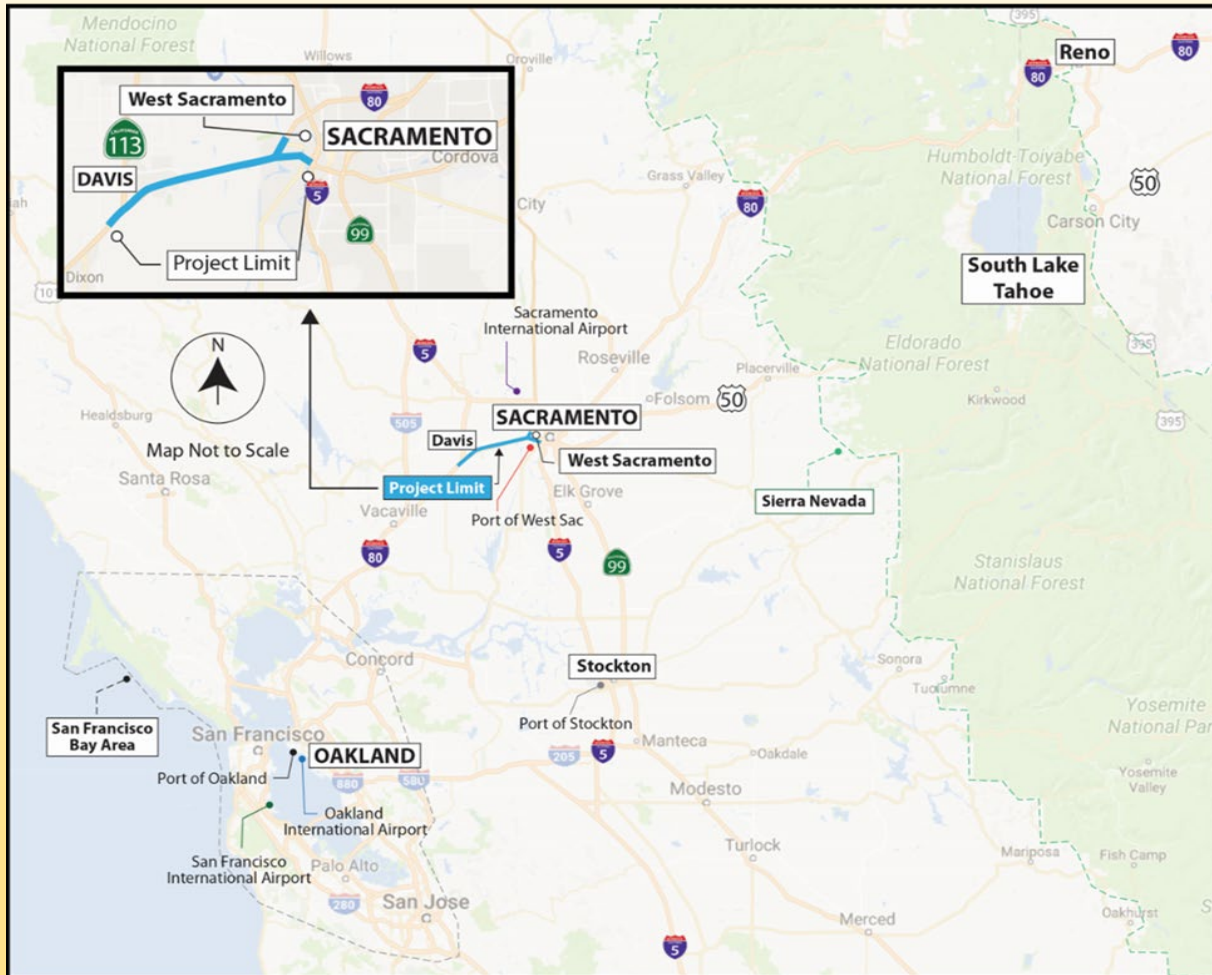 Mendocino
National Forest
Willows
Oroville
395
Reno
80
80
West Sacramento
80
CALIFORNIA
113
SACRAMENTO
Cordova
DAVIS
5
99
Project Limit
Dixon
101
Grass Valley
80
City
Humboldt-Toiyabe
National Forest
50
Carson City
South Lake
Tahoe
Sacramento
International Airport
N
5
Roseville
Placerville
Eldorado
National Forest
395
Healdsburg
505
Folsom
50
Kirkwood
395
Map Not to Scale
SACRAMENTO
Davis
West Sacramento
Santa Rosa
Project Limit
Elk Grove
Sierra Nevada
Vacaville
Port of West Sac
80
5
99
Stanislaus
National Forest
Concord
Stockton
Sonora
Tuolumne
San Francisco
Bay Area
San Francisco
Port of Stockton
Yosemite
National Par
Port of Oakland
OAKLAND
205
5
Manteca
Oakdale
880
580
Yosemite
Valley
Oakland
International Airport
Modesto
San Francisco
International Airport
Palo Alto
Turlock
Mariposa
Fish Camp
280
San Jose
Merced
Oakhurst
5